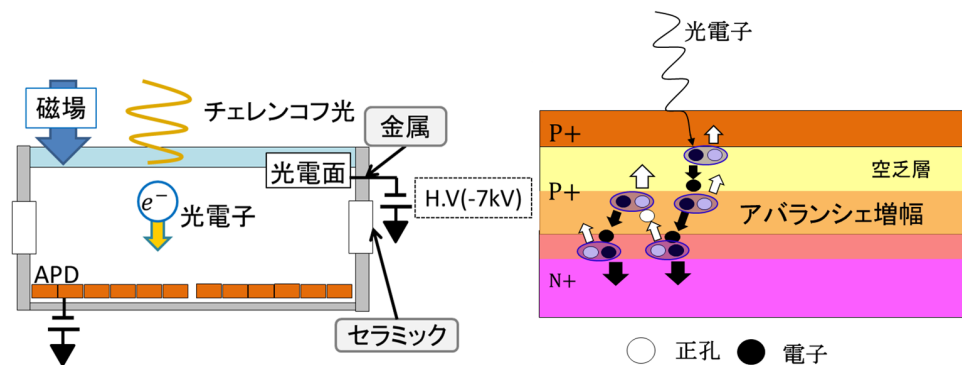 磁場
チェレンコフ光
金属
光電面
H.V(-7kV)
e⁻
光電子
APD
セラミック
光電子
P+
空乏層
P+
アバランシェ増幅
N+
正孔
電子